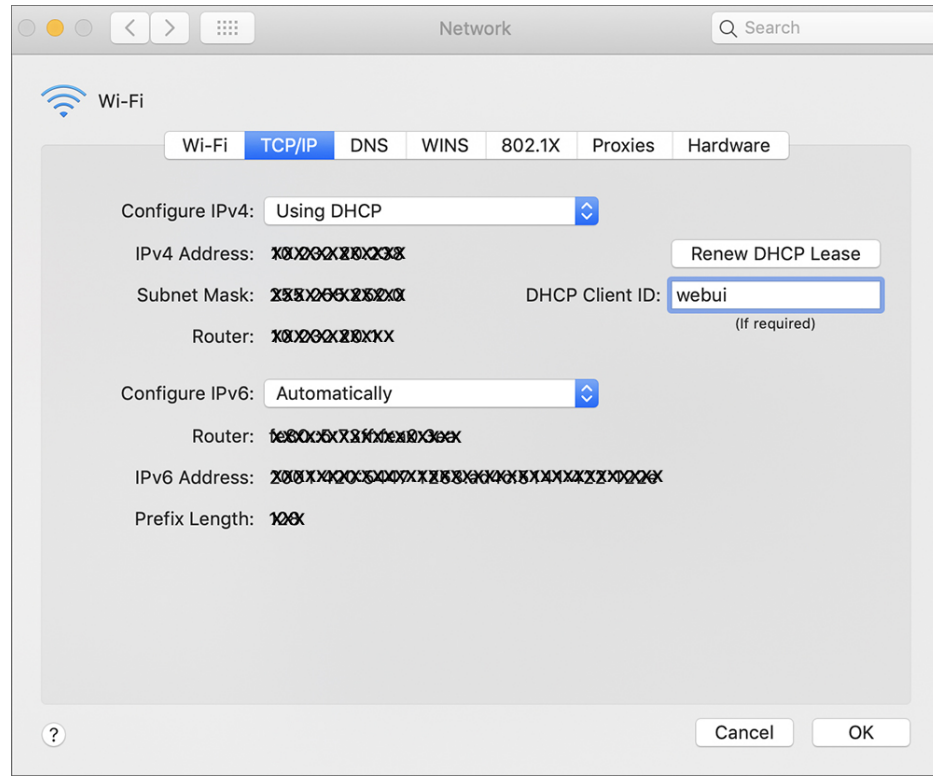 Network
Search
Wi-Fi
Wi-Fi TCP/IP DNS WINS 802.1X Proxies Hardware
Configure IPv4: Using DHCP
IPv4 Address:
Renew DHCP Lease
Subnet Mask:
DHCP Client ID: webui
(If required)
Router:
Configure IPv6: Automatically
Router:
IPv6 Address:
Prefix Length:
?
Cancel OK